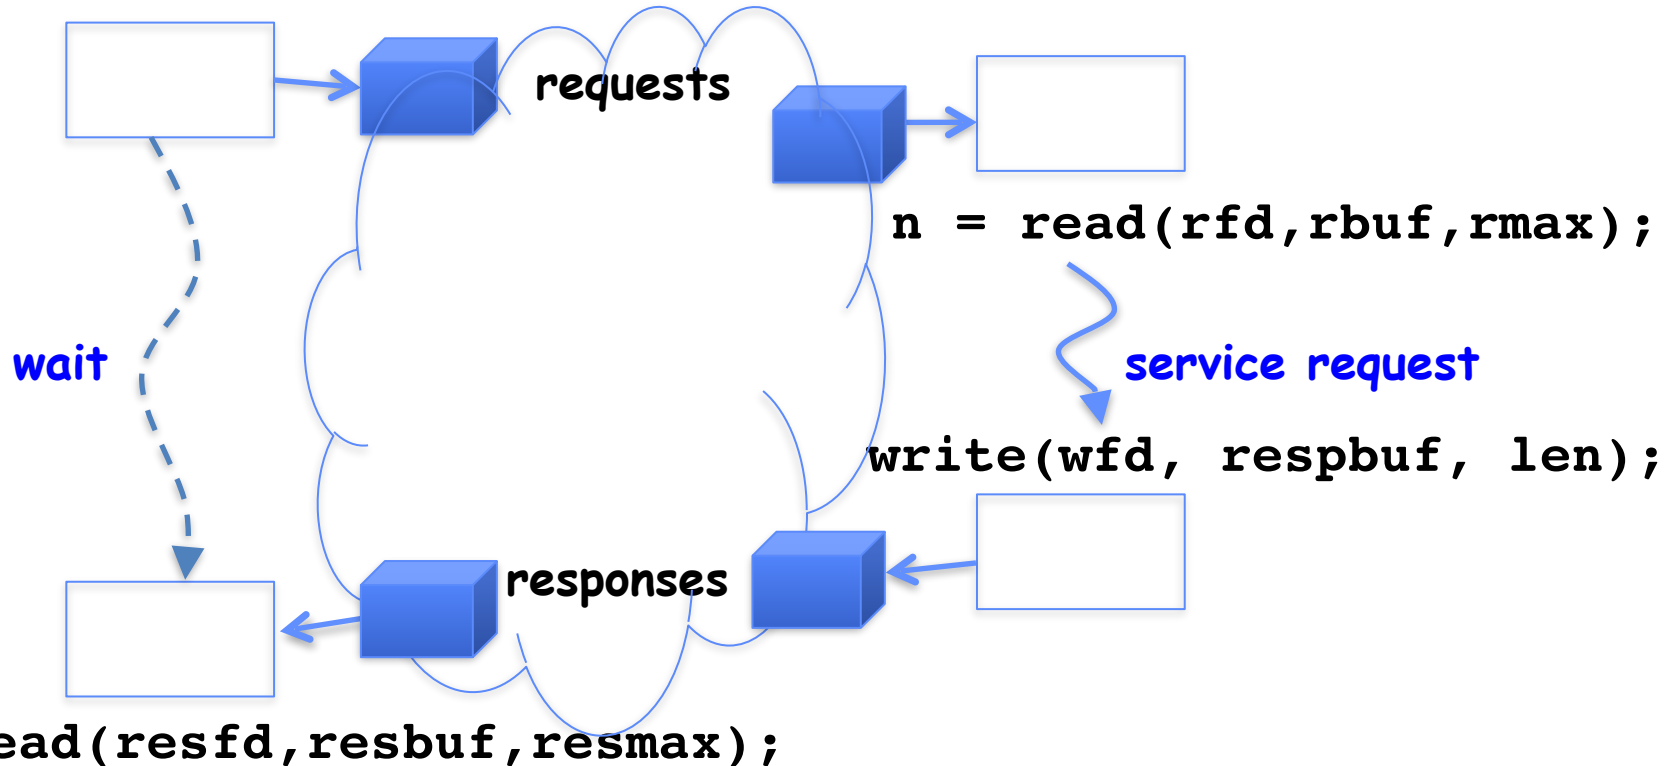 requests
n = read(rfd,rbuf,rmax);
wait
service request
write(wfd, respbuf, len);
responses
ead(resfd,resbuf,resmax);